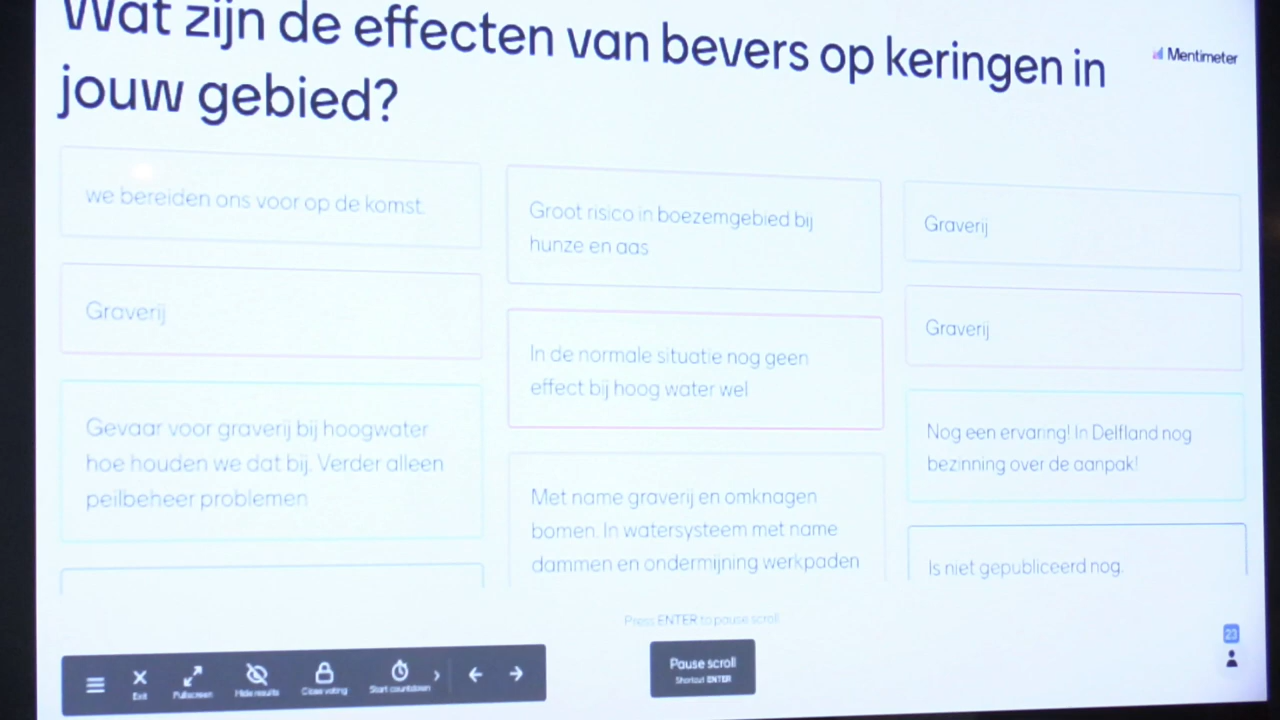 Wat zijn de effecten van bevers op keringen in
jouw gebied?
Mentimeter
we bereiden ons voor op de komst.
Graverij
Gevaar voor graverij bij hoogwater
hoe houden we dat bij. Verder alleen
peilbeheer problemen
Groot risico in boezemgebied bij
hunze en aas
In de normale situatie nog geen
effect bij hoog water wel
Met name graverij en omknagen
bomen. In watersysteem met name
dammen en ondermijning werkpaden
Graverij
Graverij
Nog een ervaring! In Delfland nog
bezinning over de aanpak!
Is niet gepubliceerd nog.
Press ENTER to pause scroll
Exit
Fullscreen
Hide results
Close voting
Start countdown
Pause scroll
Shortcut ENTER
23